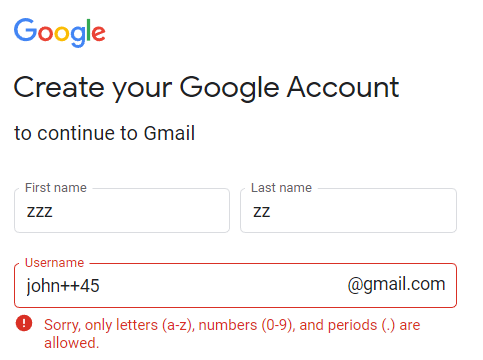 Google
Create your Google Account
to continue to Gmail
First name
zzz
Last name
zz
Username
john++45
@gmail.com
Sorry, only letters (a-z), numbers (0-9), and periods (.) are
allowed.